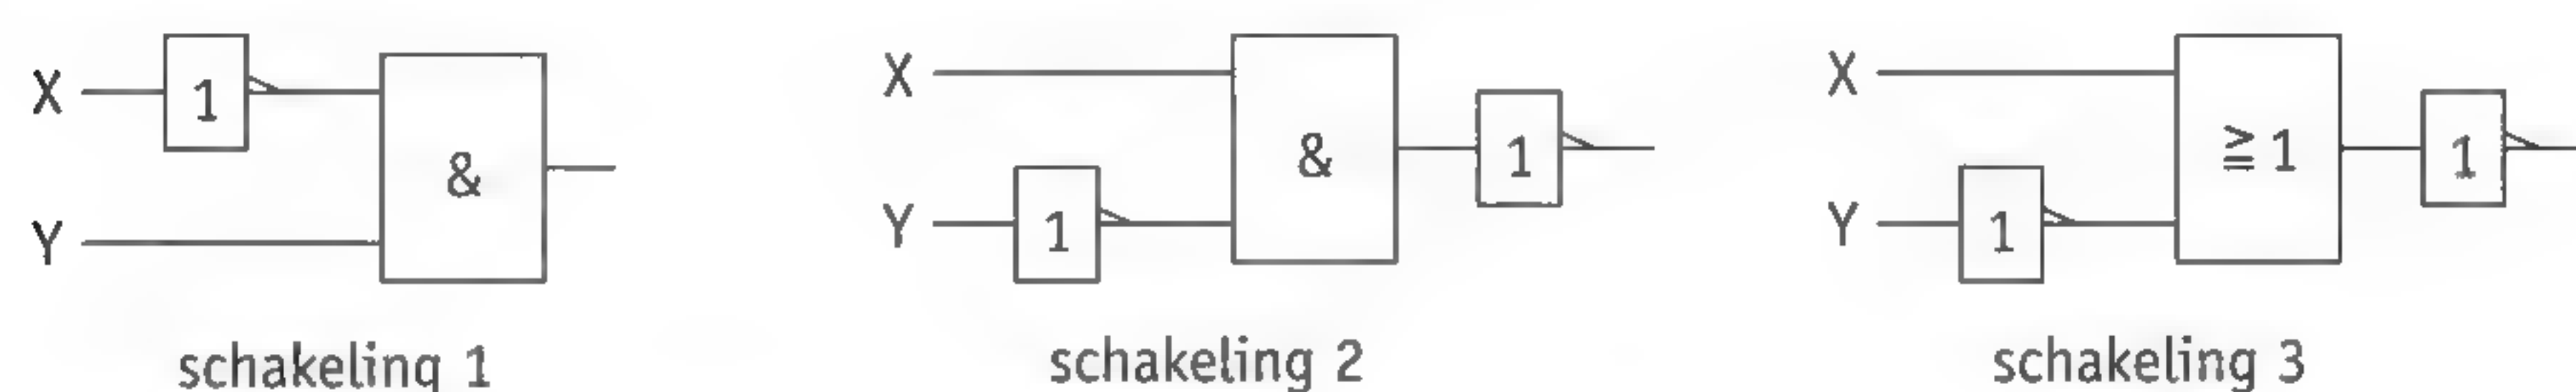 X 1 & Y
schakeling 1
X & 1 Y 1
schakeling 2
X ≧ 1 1 Y 1
schakeling 3